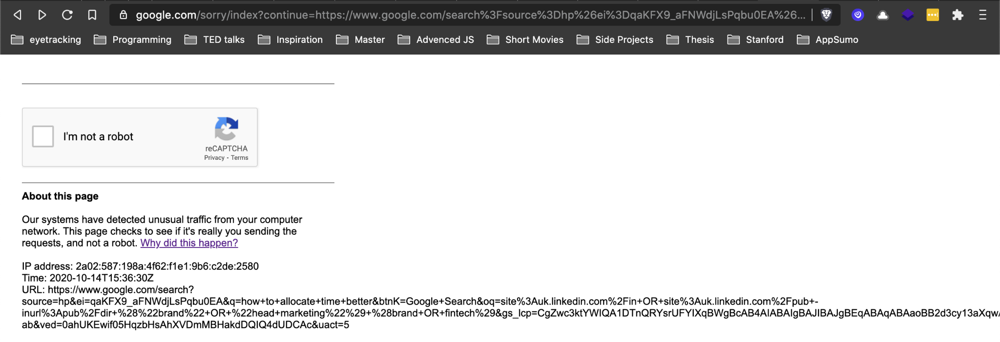 google.com/sorry/index?continue=https://www.google.com/search%3Fsource%3Dhp%26ei%3DqaKFX9_aFNWdjLsPqbu0EA%26...
eyetracking Programming TED talks Inspiration Master Advenced JS Short Movies Side Projects Thesis Stanford AppSumo
I'm not a robot
reCAPTCHA
Privacy - Terms
About this page
Our systems have detected unusual traffic from your computer
network. This page checks to see if it's really you sending the
requests, and not a robot. Why did this happen?
IP address: 2a02:587:198a:4f62:f1e1:9b6:c2de:2580
Time: 2020-10-14T15:36:30Z
URL: https://www.google.com/search?
source=hp&ei=qaKFX9_aFNWdjLsPqbu0EA&q=how+to+allocate+time+better&btnK=Google+Search&oq=site%3Auk.linkedin.com%2Fin+OR+site%3Auk.linkedin.com%2Fpub+-
inurl%3Apub%2Fdir+%28%22brand%22+OR+%22head+marketing%22%29+%28brand+OR+fintech%29&gs_lcp=CgZwc3ktYWIQA1DTnQRYsrUFYIXqBWgBcAB4AIABAIgBAJIBAJgBEqABAqABAaoBB2d3cy13aXqw
ab&ved=0ahUKEwif05HqzbHsAhXVDmMBHakdDQIQ4dUDCAc&uact=5